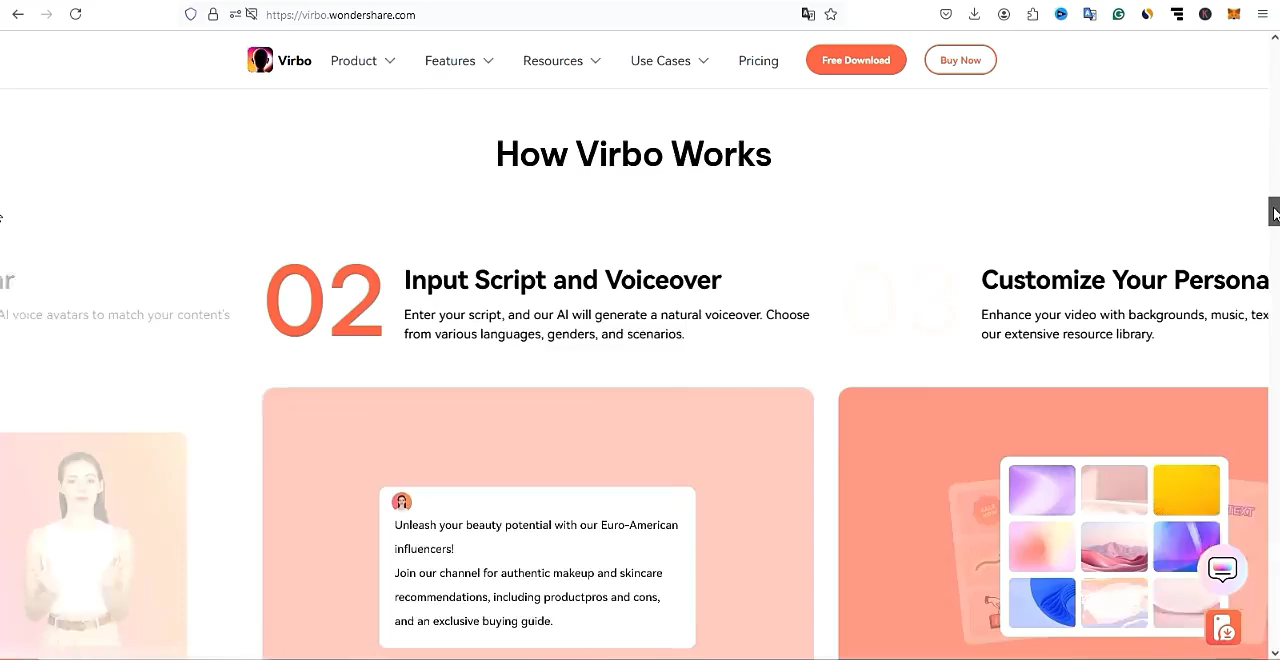 https://virbo.wondershare.com
Virbo
Product
Features
Resources
Use Cases
Pricing
Free Download
Buy Now
How Virbo Works
AI voice avatars to match your content's
02
Input Script and Voiceover
Enter your script, and our AI will generate a natural voiceover. Choose
from various languages, genders, and scenarios.
03
Customize Your Persona
Enhance your video with backgrounds, music, tex
our extensive resource library.
Unleash your beauty potential with our Euro-American
influencers!
Join our channel for authentic makeup and skincare
recommendations, including productpros and cons,
and an exclusive buying guide.
TEXT